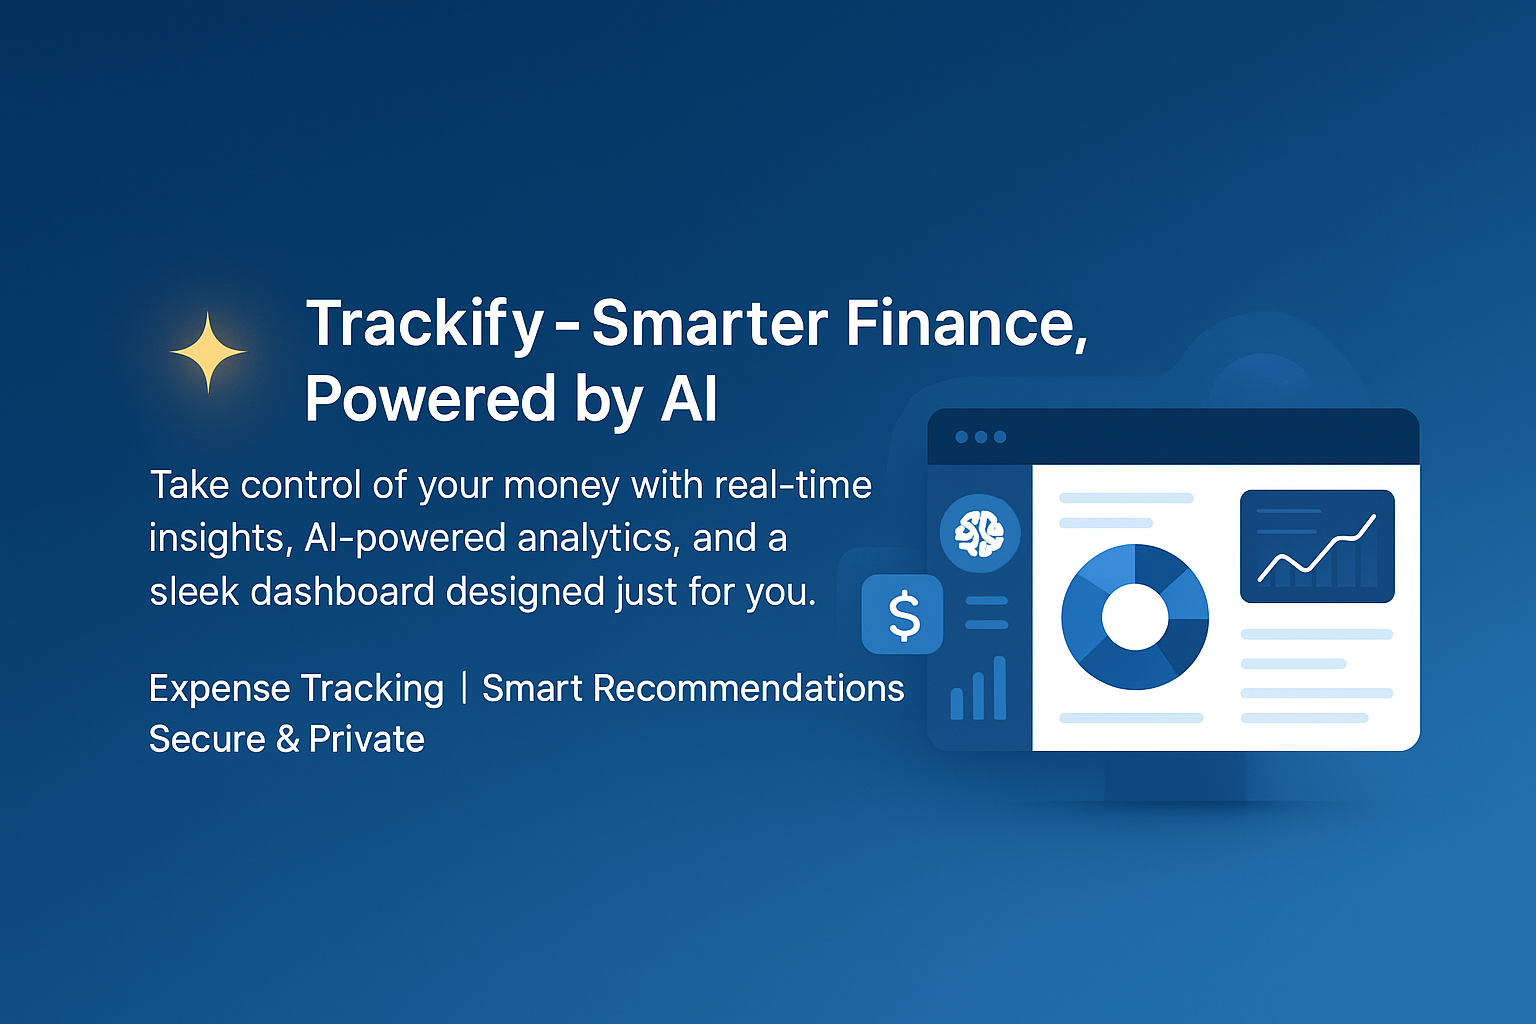 Trackify - Smarter Finance,
Powered by AI
Take control of your money with real-time
insights, AI-powered analytics, and a
sleek dashboard designed just for you.
Expense Tracking | Smart Recommendations
Secure & Private
$